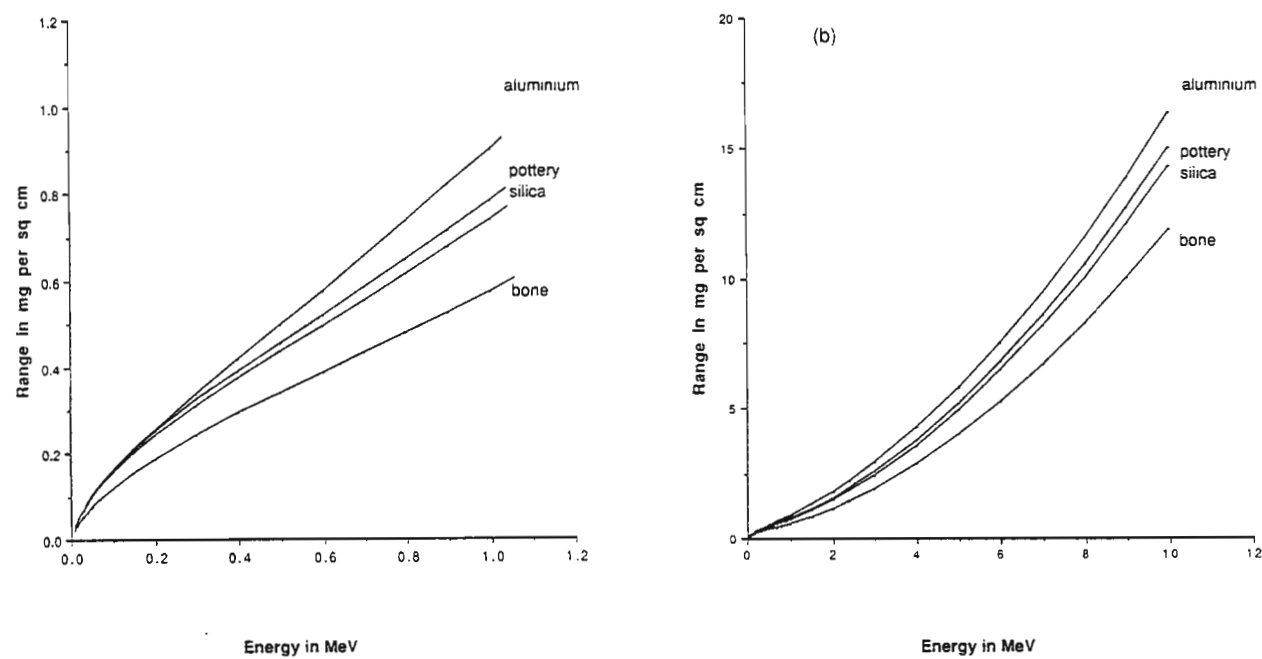 1.2
1.0
0.8
0.6
0.4
0.2
0.0
Range in mg per sq cm
aluminium
pottery
silica
bone
0.0 0.2 0.4 0.6 0.8 1.0 1.2
Energy in MeV
(b)
20
15
10
5
0
Range in mg per sq cm
aluminium
pottery
silica
bone
0 2 4 6 8 10 12
Energy in MeV